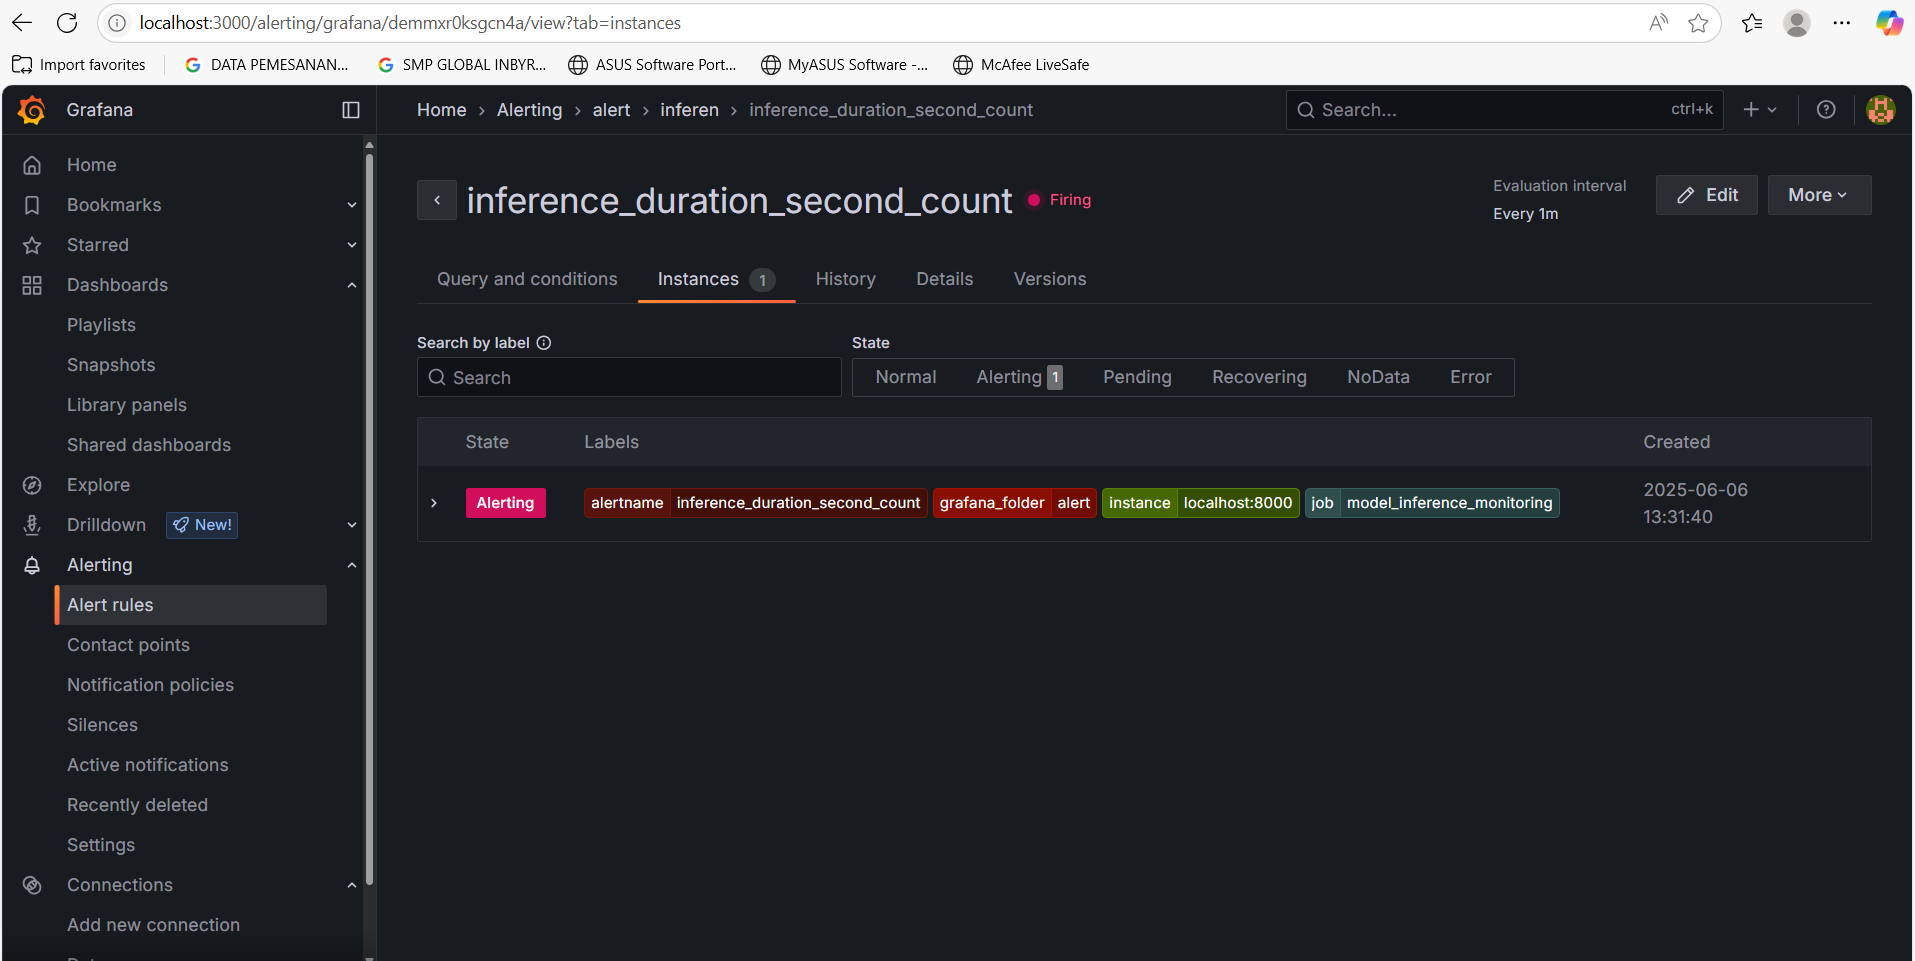 localhost:3000/alerting/grafana/demmxr0ksgcn4a/view?tab=instances
Import favorites
DATA PEMESANAN...
SMP GLOBAL INBYR...
ASUS Software Port...
MyASUS Software -...
McAfee LiveSafe
Grafana
Home › Alerting › alert › inferen › inference_duration_second_count
Search... ctrl+k
Home
Bookmarks
Starred
Dashboards
Playlists
Snapshots
Library panels
Shared dashboards
Explore
Drilldown New!
Alerting
Alert rules
Contact points
Notification policies
Silences
Active notifications
Recently deleted
Settings
Connections
Add new connection
inference_duration_second_count Firing
Evaluation interval
Every 1m
Edit
More
Query and conditions Instances 1 History Details Versions
Search by label
Search
State
Normal Alerting 1 Pending Recovering NoData Error
State Labels Created
Alerting alertname inference_duration_second_count grafana_folder alert instance localhost:8000 job model_inference_monitoring
2025-06-06
13:31:40